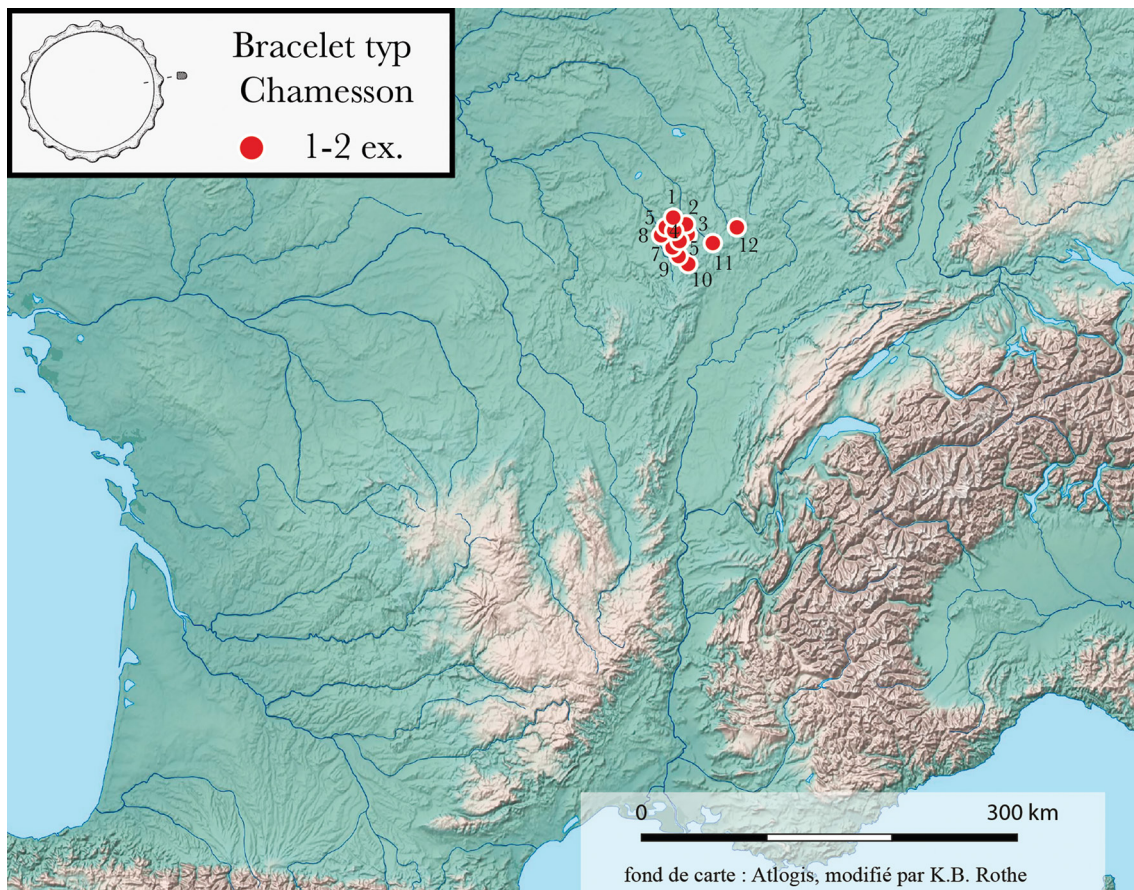 Bracelet typ
Chamesson
1-2 ex.
1
2
5
3
4
8
12
7
5
11
9
10
0
300 km
fond de carte : Atlogis, modifié par K.B. Rothe